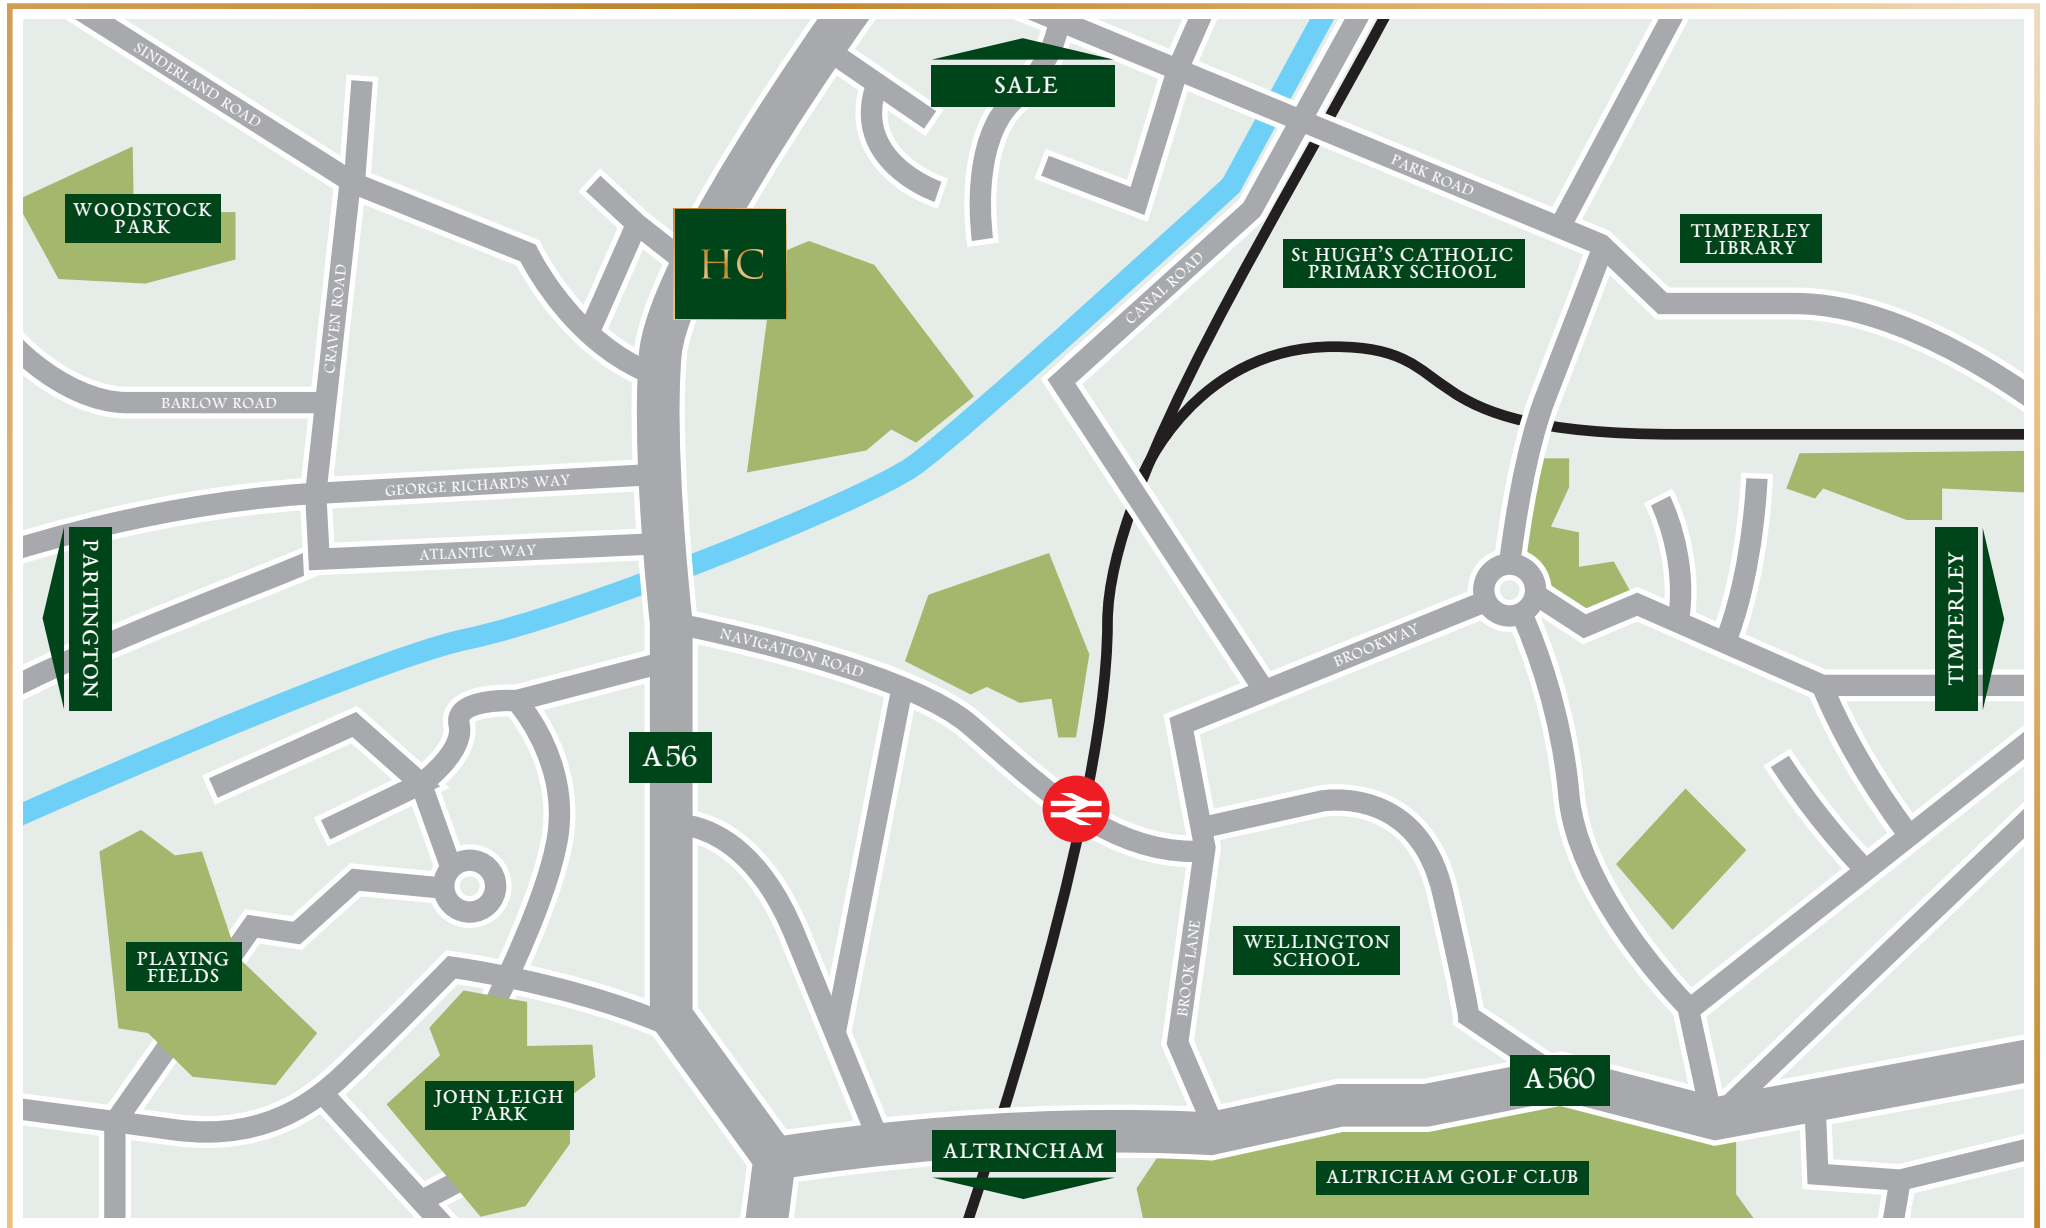 SINDERLAND ROAD
SALE
PARK ROAD
WOODSTOCK
PARK
TIMPERLEY
LIBRARY
St HUGH'S CATHOLIC
PRIMARY SCHOOL
HC
CANAL ROAD
CRAVEN ROAD
BARLOW ROAD
GEORGE RICHARDS WAY
ATLANTIC WAY
PARTINGTON
TIMPERLEY
NAVIGATION ROAD
BROOKWAY
A56
WELLINGTON
SCHOOL
PLAYING
FIELDS
BROOK LANE
A560
JOHN LEIGH
PARK
ALTRINCHAM
ALTRICHAM GOLF CLUB